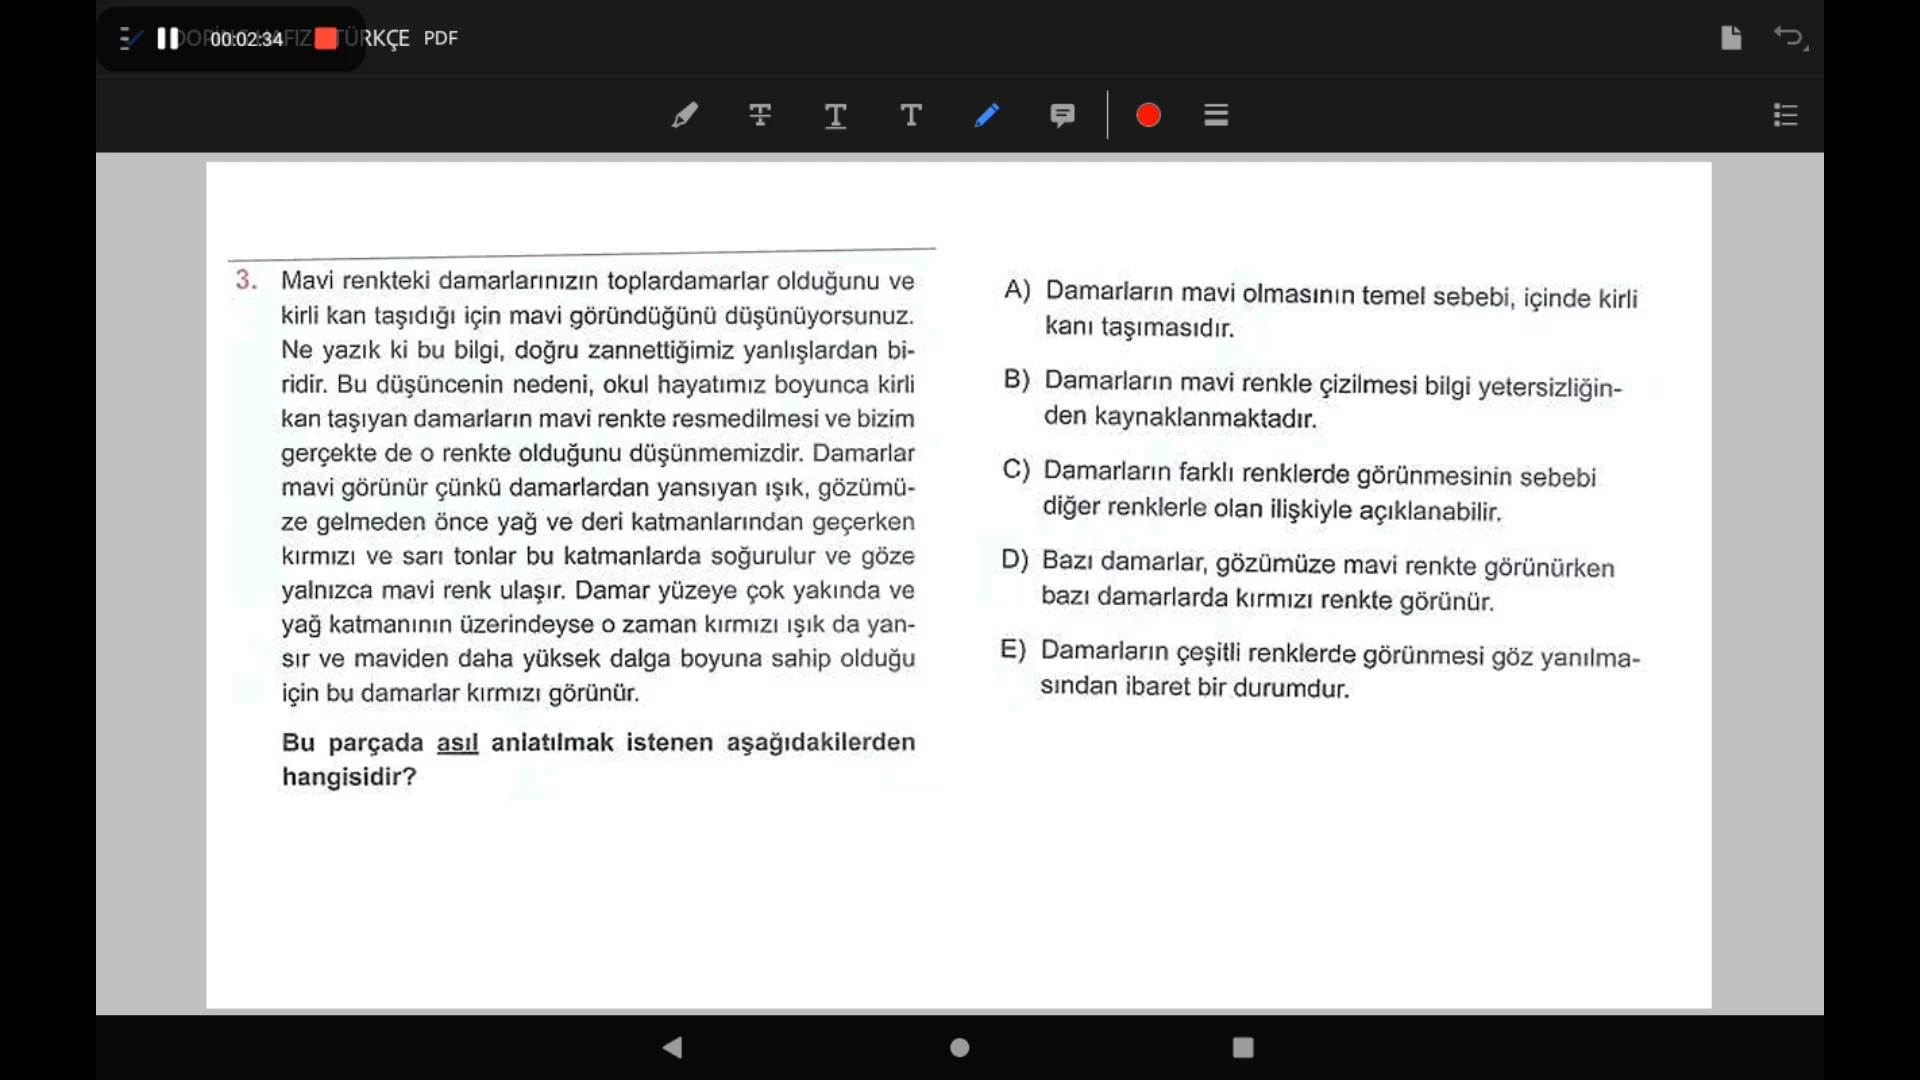 00:02:34
TÜRKÇE PDF
3. Mavi renkteki damarlarınızın toplardamarlar olduğunu ve
kirli kan taşıdığı için mavi göründüğünü düşünüyorsunuz.
Ne yazık ki bu bilgi, doğru zannettiğimiz yanlışlardan bi-
ridir. Bu düşüncenin nedeni, okul hayatımız boyunca kirli
kan taşıyan damarların mavi renkte resmedilmesi ve bizim
gerçekte de o renkte olduğunu düşünmemizdir. Damarlar
mavi görünür çünkü damarlardan yansıyan ışık, gözümü-
ze gelmeden önce yağ ve deri katmanlarından geçerken
kırmızı ve sarı tonlar bu katmanlarda soğurulur ve göze
yalnızca mavi renk ulaşır. Damar yüzeye çok yakında ve
yağ katmanının üzerindeyse o zaman kırmızı ışık da yan-
sır ve maviden daha yüksek dalga boyuna sahip olduğu
için bu damarlar kırmızı görünür.
Bu parçada asıl anlatılmak istenen aşağıdakilerden
hangisidir?
A) Damarların mavi olmasının temel sebebi, içinde kirli
kanı taşımasıdır.
B) Damarların mavi renkle çizilmesi bilgi yetersizliğin-
den kaynaklanmaktadır.
C) Damarların farklı renklerde görünmesinin sebebi
diğer renklerle olan ilişkiyle açıklanabilir.
D) Bazı damarlar, gözümüze mavi renkte görünürken
bazı damarlarda kırmızı renkte görünür.
E) Damarların çeşitli renklerde görünmesi göz yanılma-
sından ibaret bir durumdur.